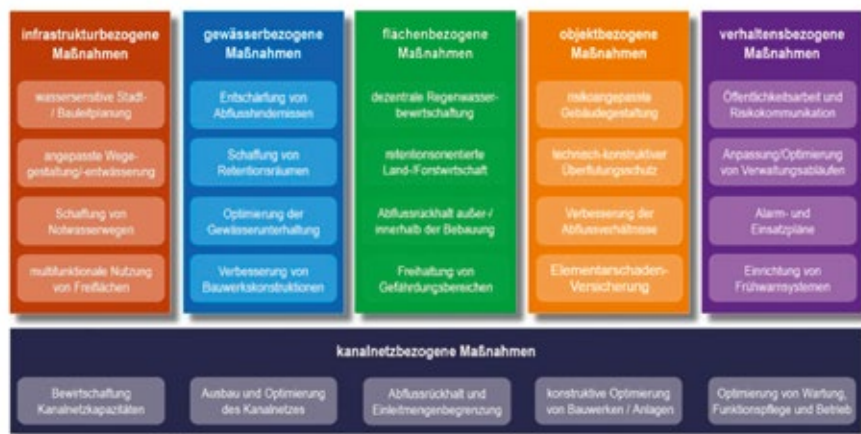 infrastrukturbezogene
Maßnahmen
wassersensitive Stadt-
/ Bauleitplanung
angepasste Wege-
gestaltung/-entwässerung
Schaffung von
Notwasserwegen
multifunktionale Nutzung
von Freiflächen
gewässerbezogene
Maßnahmen
Entschärfung von
Abflusshindernissen
Schaffung von
Retentionsräumen
Optimierung der
Gewässerunterhaltung
Verbesserung von
Bauwerkskonstruktionen
flächenbezogene
Maßnahmen
dezentrale Regenwasser-
bewirtschaftung
retentionsorientierte
Land-/Forstwirtschaft
Abflussrückhalt außer-/
innerhalb der Bebauung
Freihaltung von
Gefährdungsbereichen
objektbezogene
Maßnahmen
risikoangepasste
Gebäudegestaltung
technisch-konstruktiver
Überflutungsschutz
Verbesserung der
Abflussverhältnisse
Elementarschaden-
Versicherung
verhaltensbezogene
Maßnahmen
Öffentlichkeitsarbeit und
Risikokommunikation
Anpassung/Optimierung
von Verwaltungsabläufen
Alarm- und
Einsatzpläne
Einrichtung von
Frühwarnsystemen
kanalnetzbezogene Maßnahmen
Bewirtschaftung
Kanalnetzkapazitäten
Ausbau und Optimierung
des Kanalnetzes
Abflussrückhalt und
Einleitmengenbegrenzung
konstruktive Optimierung
von Bauwerken / Anlagen
Optimierung von Wartung,
Funktionspflege und Betrieb